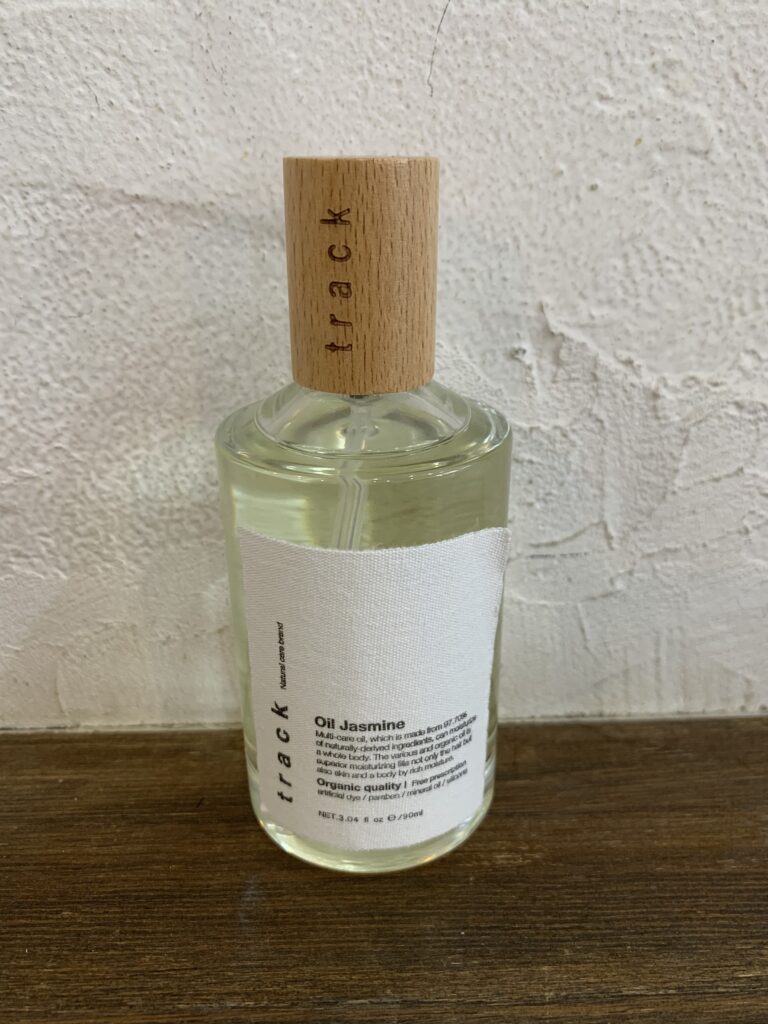 track
track
Natural care brand
Oil Jasmine
Multi-care oil, which is made from 97.70%
of naturally-derived ingredients, can moisturize
a whole body. The various and organic oil is
superior moisturizing fills not only the hair but
also skin and a body by rich moisture.
Organic quality | Free prescription
artificial dye / paraben / mineral oil / silicone
NET.3.04 fl oz ℮/90ml